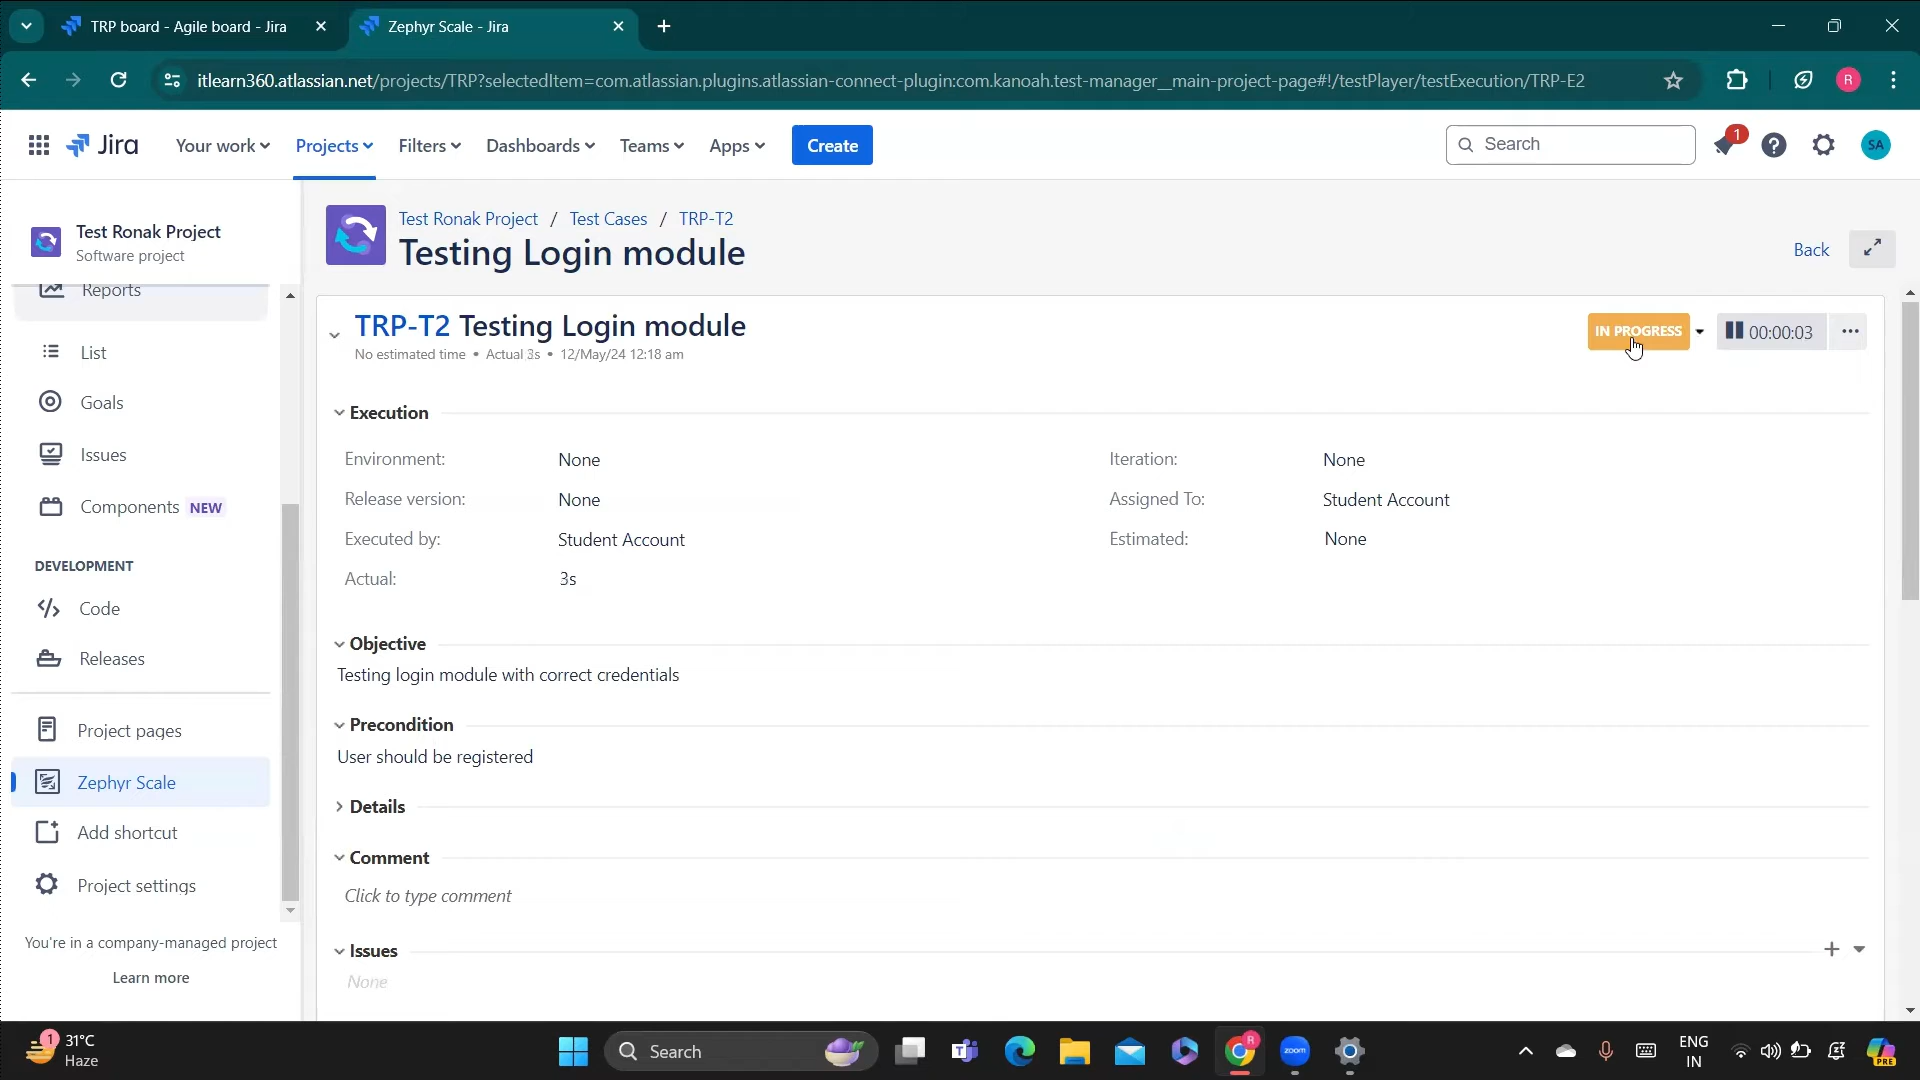 TRP board - Agile board - Jira
Zephyr Scale - Jira
itlearn360.atlassian.net/projects/TRP?selectedItem=com.atlassian.plugins.atlassian-connect-plugin:com.kanoah.test-manager__main-project-page#!/testPlayer/testExecution/TRP-E2
R
Jira
Your work
Projects
Filters
Dashboards
Teams
Apps
Create
Search
1
SA
Test Ronak Project
Software project
Reports
List
Goals
Issues
Components NEW
DEVELOPMENT
Code
Releases
Project pages
Zephyr Scale
Add shortcut
Project settings
You're in a company-managed project
Learn more
Test Ronak Project / Test Cases / TRP-T2
Testing Login module
Back
TRP-T2 Testing Login module
No estimated time • Actual 3s • 12/May/24 12:18 am
IN PROGRESS
00:00:03
Execution
Environment: None
Iteration: None
Release version: None
Assigned To: Student Account
Executed by: Student Account
Estimated: None
Actual: 3s
Objective
Testing login module with correct credentials
Precondition
User should be registered
Details
Comment
Click to type comment
Issues
None
1
31°C
Haze
Search
R
zoom
ENG
IN
PRE